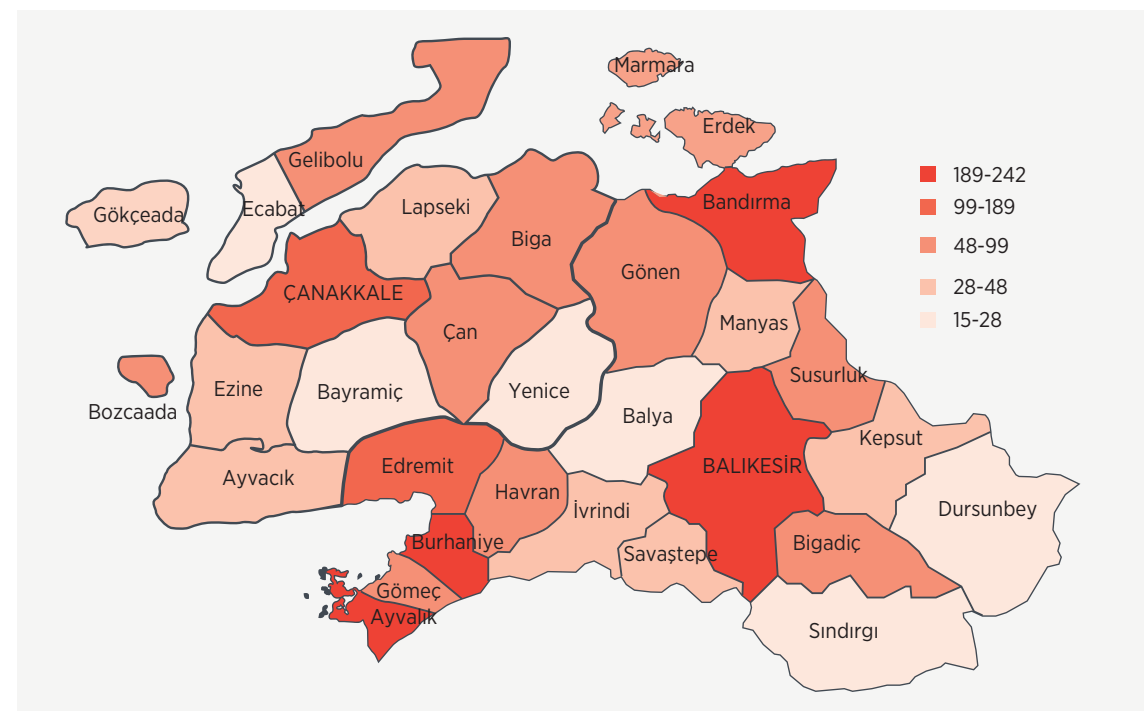 Marmara
Erdek
Gelibolu
Gökçeada
Ecabat
Lapseki
Biga
Bandırma
Gönen
ÇANAKKALE
Çan
Manyas
Ezine
Bayramiç
Yenice
Susurluk
Bozcaada
Balya
Kepsut
Ayvacık
Edremit
BALIKESİR
Havran
İvrindi
Dursunbey
Burhaniye
Savaştepe
Bigadiç
Gömeç
Ayvalık
Sındırgı
189-242
99-189
48-99
28-48
15-28